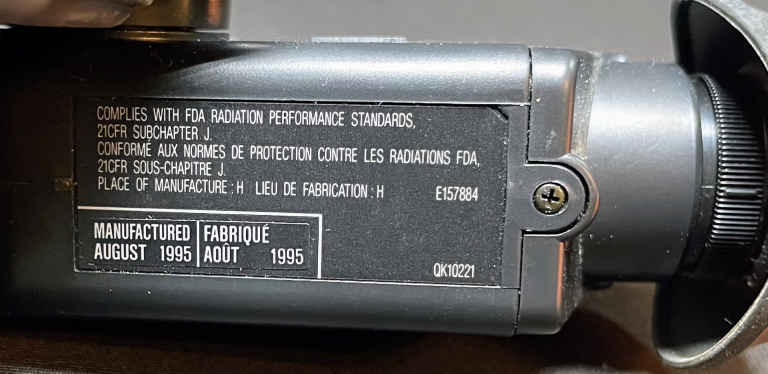 COMPLIES WITH FDA RADIATION PERFORMANCE STANDARDS,
21CFR SUBCHAPTER J.
CONFORMÉ AUX NORMES DE PROTECTION CONTRE LES RADIATIONS FDA,
21CFR SOUS-CHAPITRE J.
PLACE OF MANUFACTURE : H LIEU DE FABRICATION : H E157884
MANUFACTURED FABRIQUÉ
AUGUST 1995 AOÛT 1995
QK10221